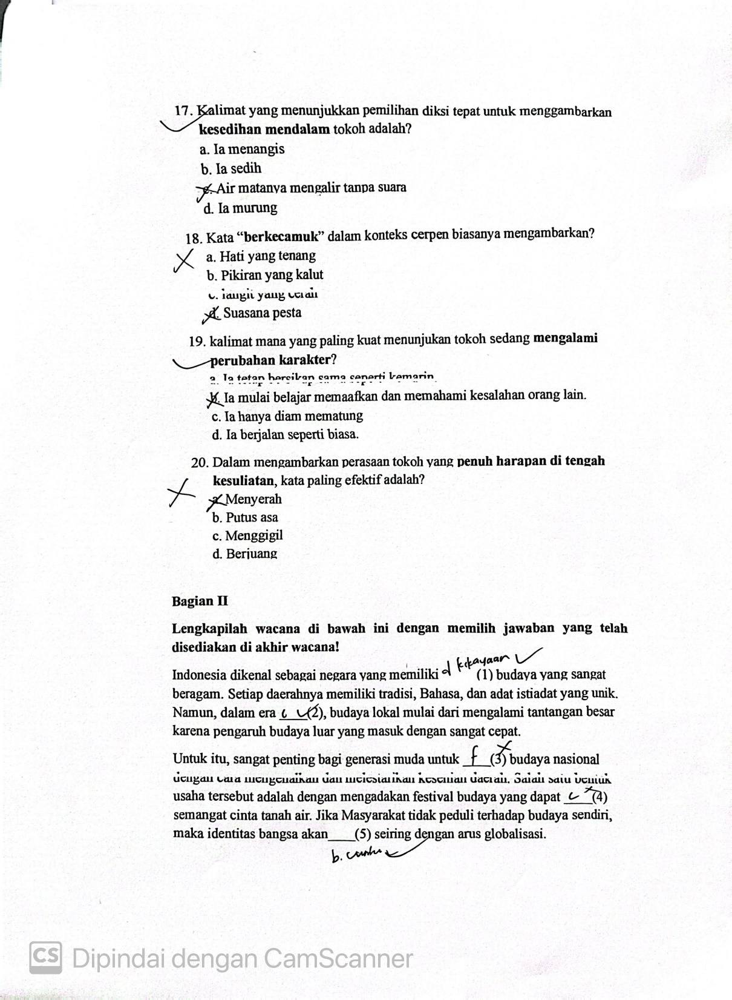 17. Kalimat yang menunjukkan pemilihan diksi tepat untuk menggambarkan
kesedihan mendalam tokoh adalah?
a. Ia menangis
b. Ia sedih
c. Air matanya mengalir tanpa suara
d. Ia murung
18. Kata “berkecamuk” dalam konteks cerpen biasanya mengambarkan?
a. Hati yang tenang
b. Pikiran yang kalut
c. langit yang cerah
d. Suasana pesta
19. kalimat mana yang paling kuat menunjukan tokoh sedang mengalami
perubahan karakter?
a. Ia tetap bersikap sama seperti kemarin
b. Ia mulai belajar memaafkan dan memahami kesalahan orang lain.
c. Ia hanya diam mematung
d. Ia berjalan seperti biasa.
20. Dalam mengambarkan perasaan tokoh yang penuh harapan di tengah
kesuliatan, kata paling efektif adalah?
a. Menyerah
b. Putus asa
c. Menggigil
d. Berjuang
Bagian II
Lengkapilah wacana di bawah ini dengan memilih jawaban yang telah
disediakan di akhir wacana!
d kekayaan
Indonesia dikenal sebagai negara yang memiliki (1) budaya yang sangat
beragam. Setiap daerahnya memiliki tradisi, Bahasa, dan adat istiadat yang unik.
Namun, dalam era ____(2), budaya lokal mulai dari mengalami tantangan besar
karena pengaruh budaya luar yang masuk dengan sangat cepat.
Untuk itu, sangat penting bagi generasi muda untuk __f__(3) budaya nasional
dengan cara mengenalkan dan melestarikan kesenian daerah. Salah satu bentuk
usaha tersebut adalah dengan mengadakan festival budaya yang dapat ____(4)
semangat cinta tanah air. Jika Masyarakat tidak peduli terhadap budaya sendiri,
maka identitas bangsa akan____(5) seiring dengan arus globalisasi.
b.
CS Dipindai dengan CamScanner